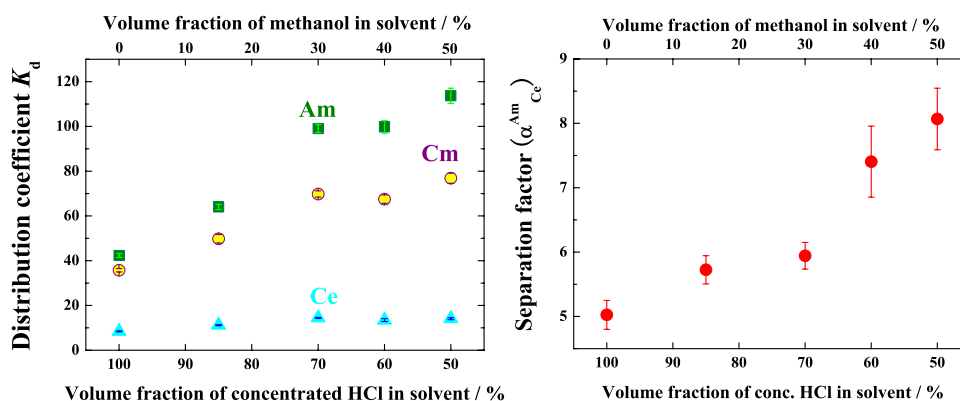 Volume fraction of methanol in solvent / %
0 10 20 30 40 50
Distribution coefficient K_d
120
100
80
60
40
20
0
Am
Cm
Ce
100 90 80 70 60 50
Volume fraction of concentrated HCl in solvent / %
Volume fraction of methanol in solvent / %
0 10 20 30 40 50
Separation factor (α^Am_Ce)
9
8
7
6
5
100 90 80 70 60 50
Volume fraction of conc. HCl in solvent / %